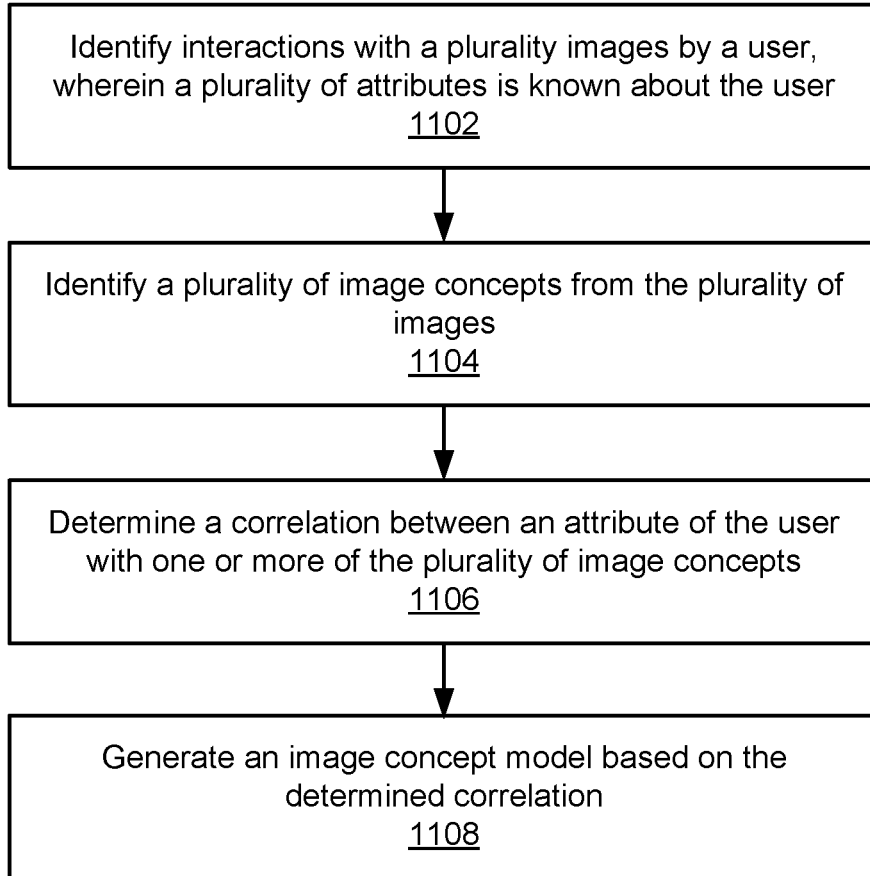 Identify interactions with a plurality images by a user,
wherein a plurality of attributes is known about the user
1102
Identify a plurality of image concepts from the plurality of
images
1104
Determine a correlation between an attribute of the user
with one or more of the plurality of image concepts
1106
Generate an image concept model based on the
determined correlation
1108